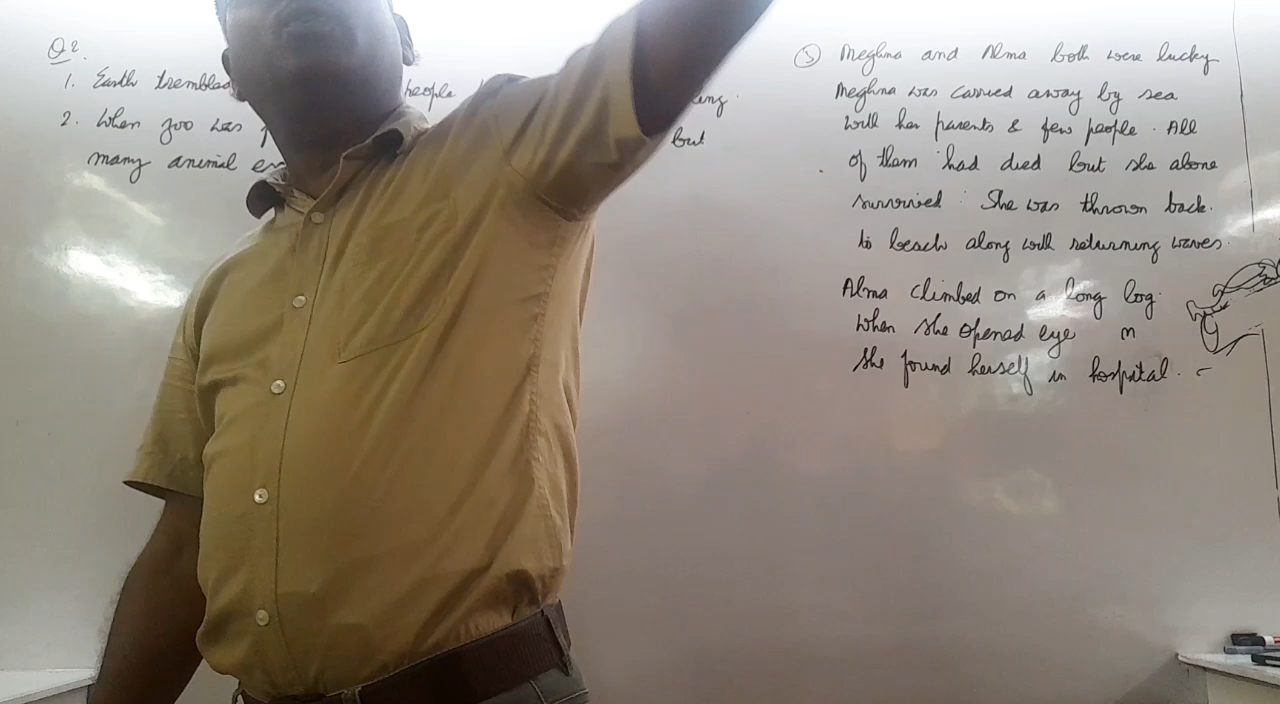 Q2.
1. Earth trembled people
2. When zoo was but
many animal
③ Meghna and Alma both were lucky
Meghna was carried away by sea
with her parents & few people. All
of them had died but she alone
survived. She was thrown back.
to beach along with returning waves.
Alma climbed on a long log.
When she opened eye
she found herself in hospital.